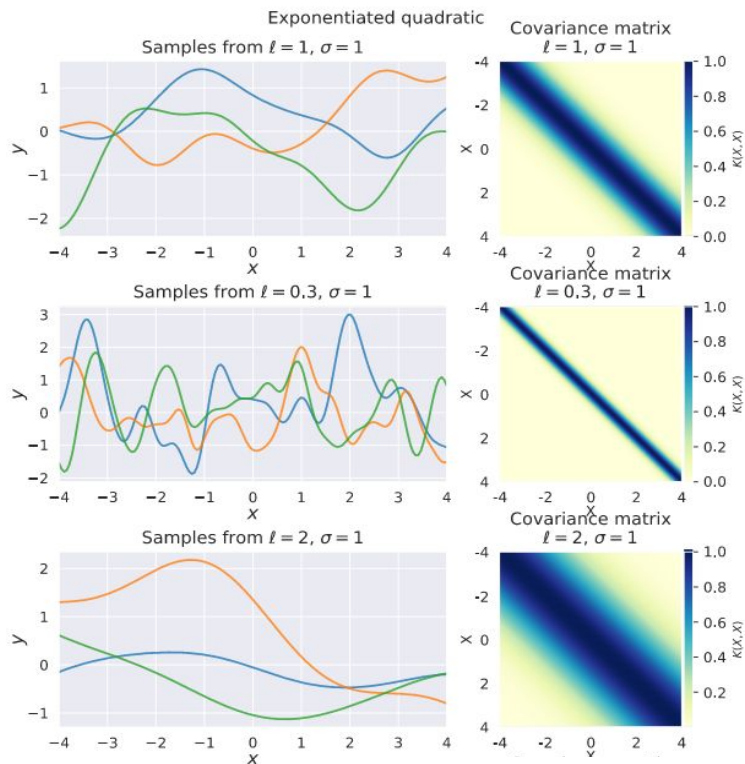 Exponentiated quadratic
Samples from ℓ = 1, σ = 1
1
0
−1
−2
y
−4 −3 −2 −1 0 1 2 3 4
x
Covariance matrix
ℓ = 1, σ = 1
-4
-2
0
2
4
x
-4 -2 0 2 4
x
1.0
0.8
0.6
0.4
0.2
0.0
K(X,X)
Samples from ℓ = 0.3, σ = 1
3
2
1
0
−1
−2
y
−4 −3 −2 −1 0 1 2 3 4
x
Covariance matrix
ℓ = 0.3, σ = 1
-4
-2
0
2
4
x
-4 -2 0 2 4
x
1.0
0.8
0.6
0.4
0.2
0.0
K(X,X)
Samples from ℓ = 2, σ = 1
2
1
0
−1
y
−4 −3 −2 −1 0 1 2 3 4
x
Covariance matrix
ℓ = 2, σ = 1
-4
-2
0
2
4
x
-4 -2 0 2 4
x
1.0
0.8
0.6
0.4
0.2
K(X,X)